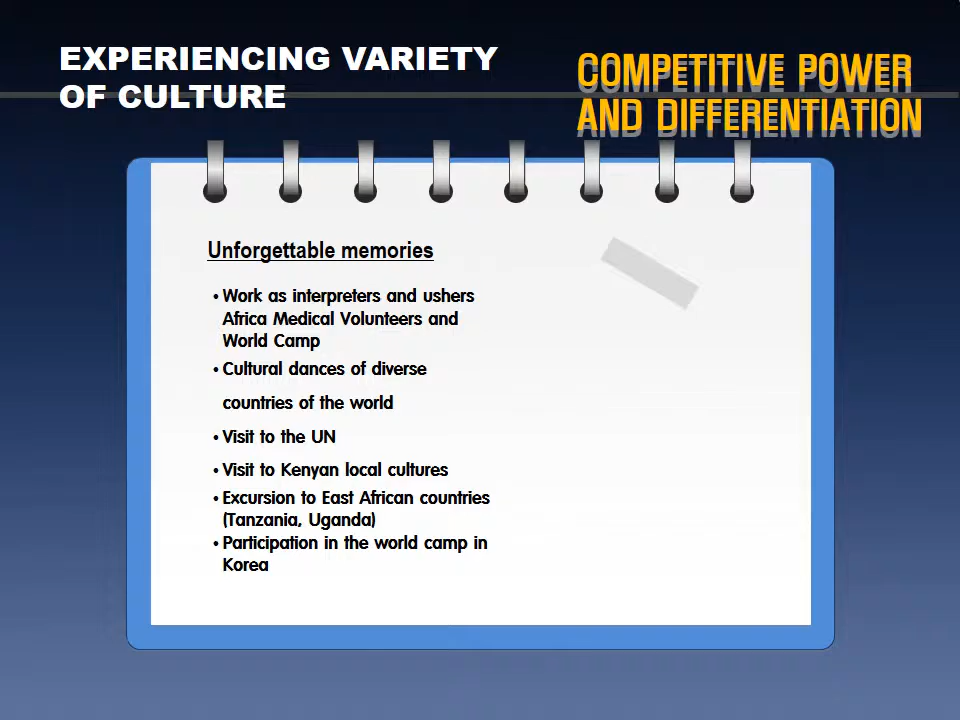 EXPERIENCING VARIETY
OF CULTURE
COMPETITIVE POWER
AND DIFFERENTIATION
Unforgettable memories
• Work as interpreters and ushers
Africa Medical Volunteers and
World Camp
• Cultural dances of diverse
countries of the world
• Visit to the UN
• Visit to Kenyan local cultures
• Excursion to East African countries
(Tanzania, Uganda)
• Participation in the world camp in
Korea